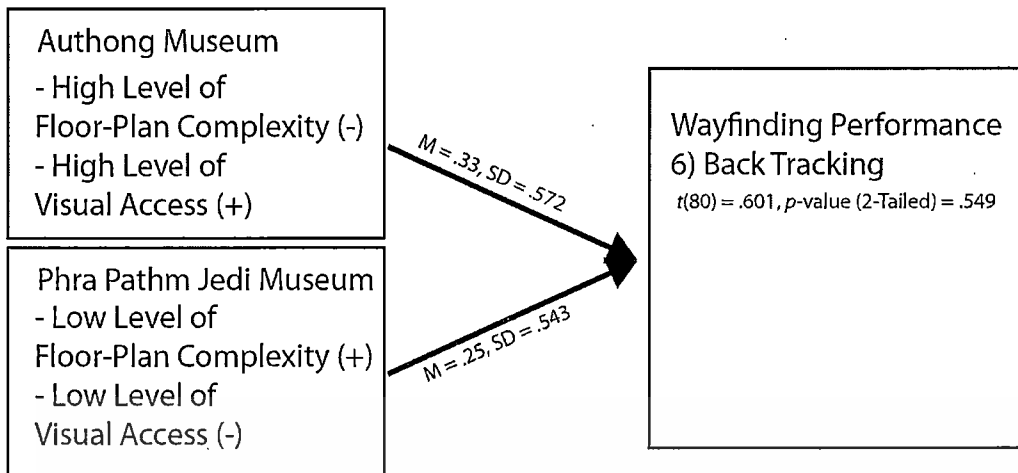 Authong Museum
- High Level of
Floor-Plan Complexity (-)
- High Level of
Visual Access (+)
M = .33, SD = .572
Wayfinding Performance
6) Back Tracking
t(80) = .601, p-value (2-Tailed) = .549
Phra Pathm Jedi Museum
- Low Level of
Floor-Plan Complexity (+)
- Low Level of
Visual Access (-)
M = .25, SD = .543